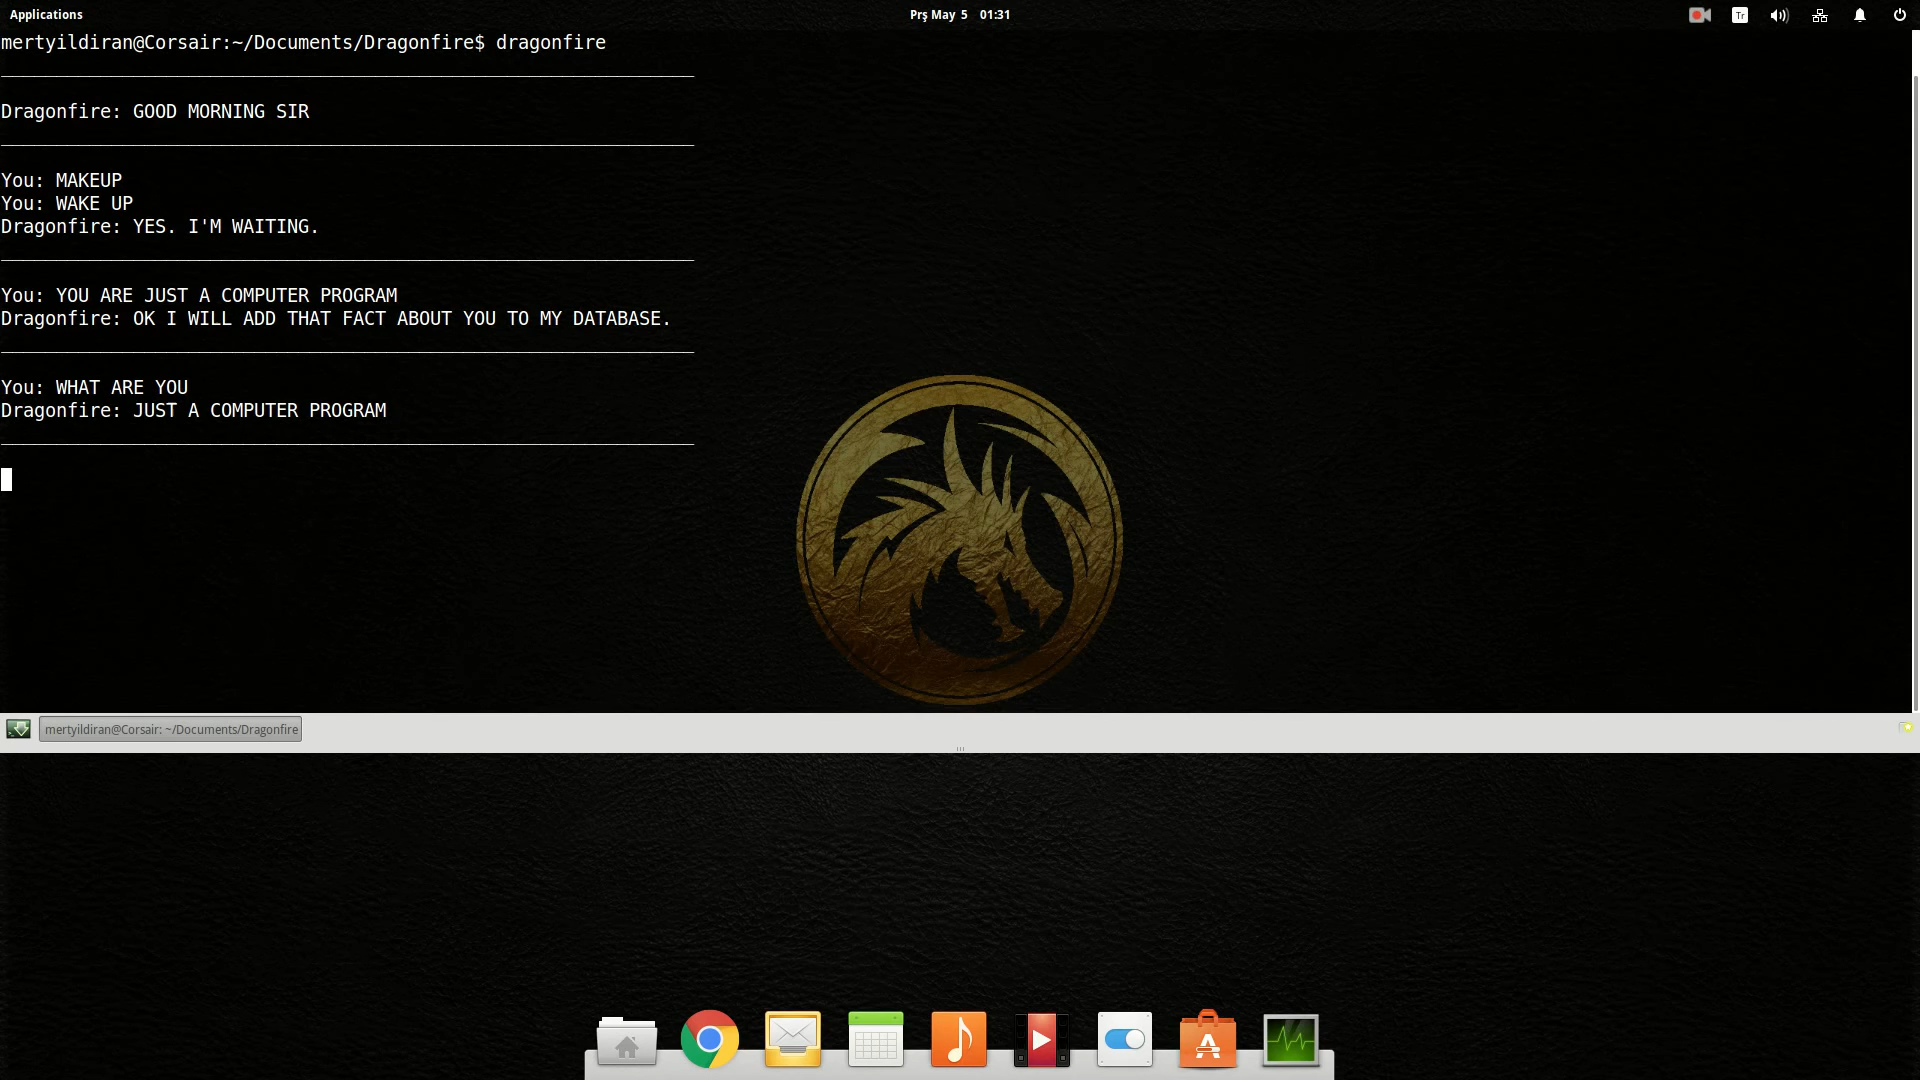 Applications
Prş May 5 01:31
Tr
mertyildiran@Corsair:~/Documents/Dragonfire$ dragonfire
Dragonfire: GOOD MORNING SIR
You: MAKEUP
You: WAKE UP
Dragonfire: YES. I'M WAITING.
You: YOU ARE JUST A COMPUTER PROGRAM
Dragonfire: OK I WILL ADD THAT FACT ABOUT YOU TO MY DATABASE.
You: WHAT ARE YOU
Dragonfire: JUST A COMPUTER PROGRAM
mertyildiran@Corsair: ~/Documents/Dragonfire